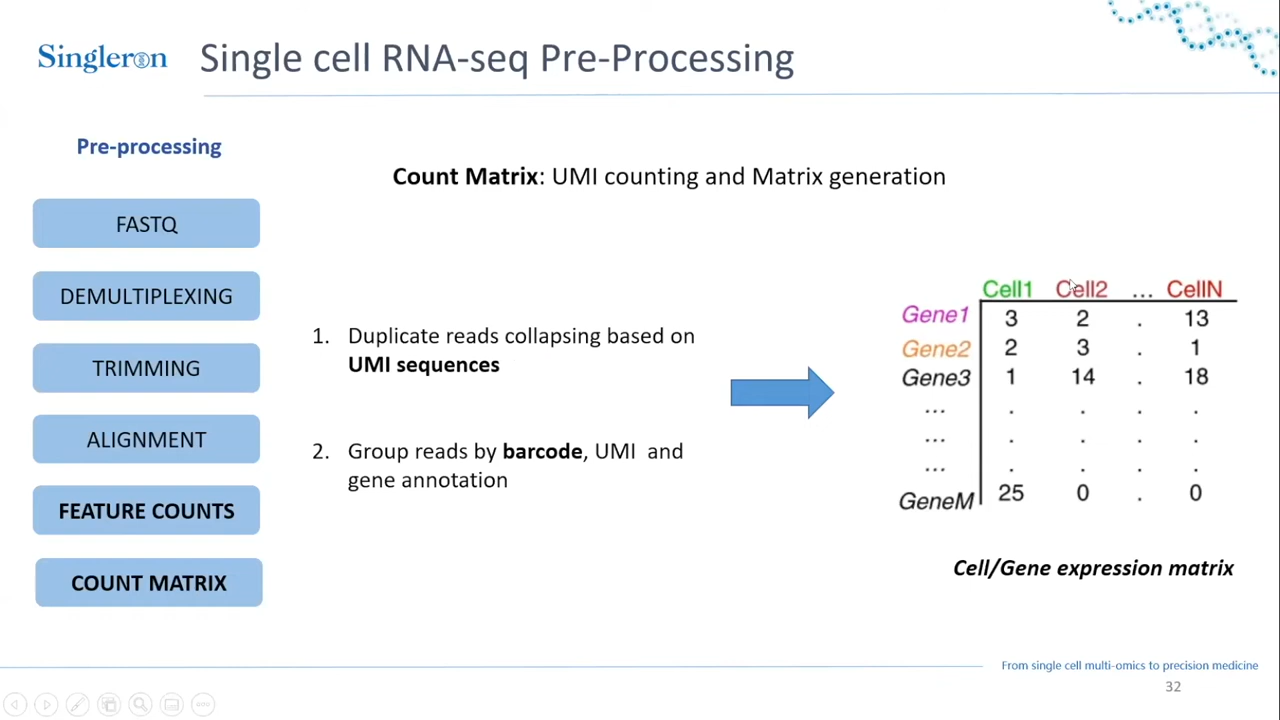 Singleron
Single cell RNA-seq Pre-Processing
Pre-processing
FASTQ
DEMULTIPLEXING
TRIMMING
ALIGNMENT
FEATURE COUNTS
COUNT MATRIX
Count Matrix: UMI counting and Matrix generation
1. Duplicate reads collapsing based on
UMI sequences
2. Group reads by barcode, UMI and
gene annotation
Cell1 Cell2 ... CellN
Gene1 3 2 . 13
Gene2 2 3 . 1
Gene3 1 14 . 18
... . . . .
... . . . .
... . . . .
GeneM 25 0 . 0
Cell/Gene expression matrix
From single cell multi-omics to precision medicine
32